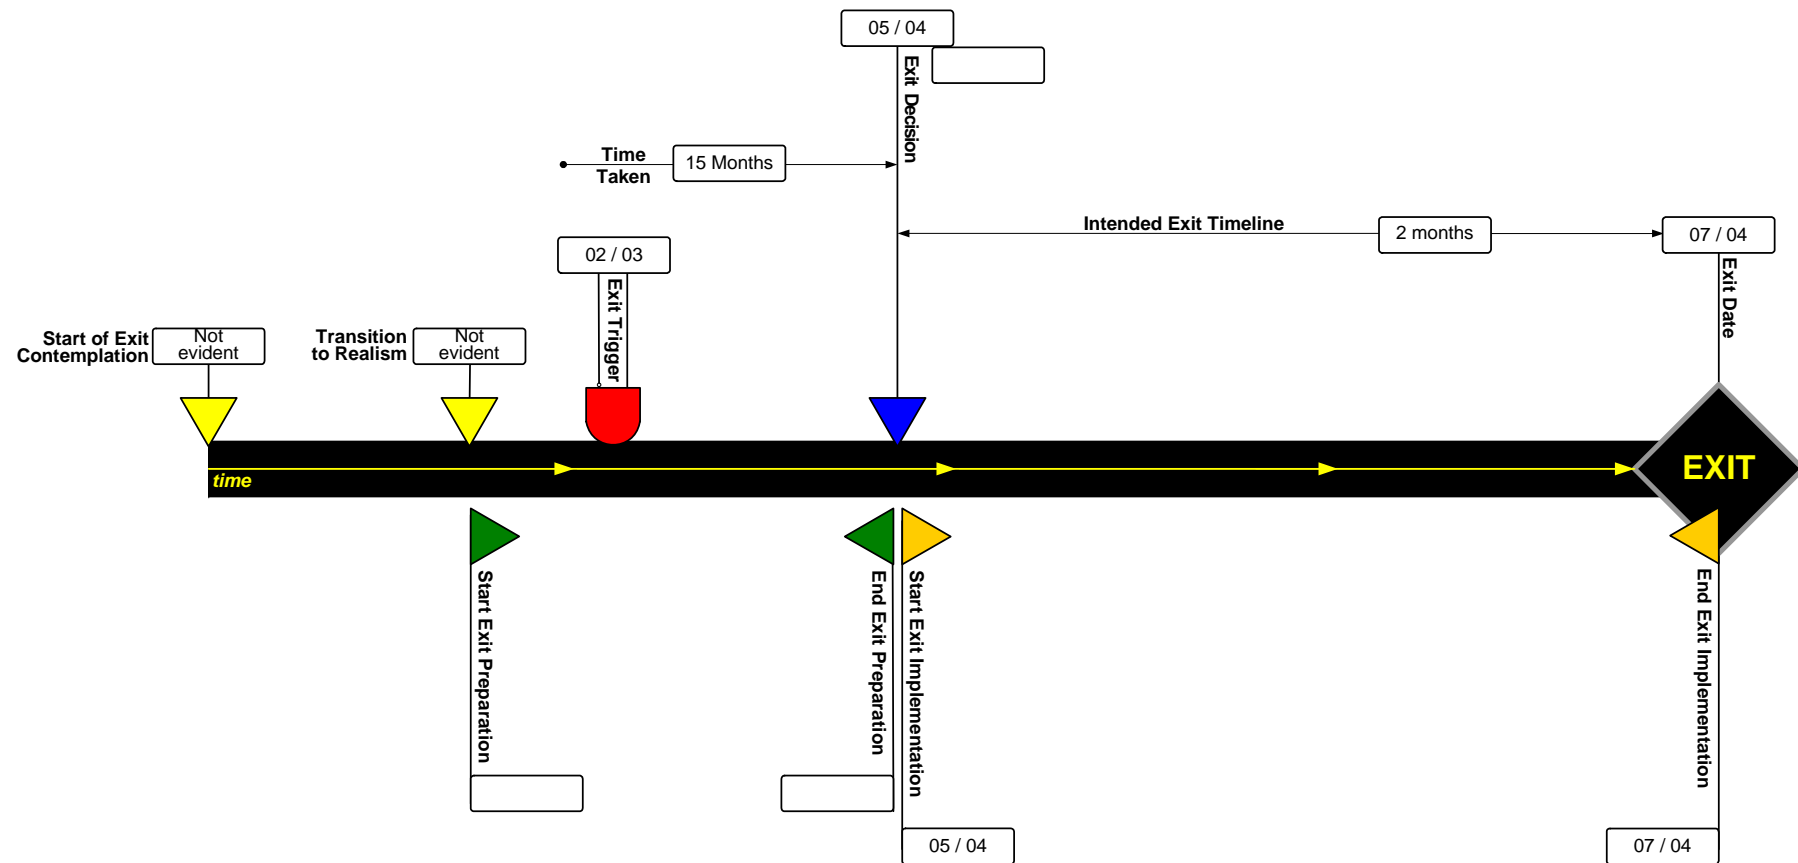 05 / 04
Exit Decision
Time
Taken
15 Months
Intended Exit Timeline
2 months
07 / 04
02 / 03
Exit Trigger
Exit Date
Start of Exit
Contemplation
Not
evident
Transition
to Realism
Not
evident
time
EXIT
Start Exit Preparation
End Exit Preparation
Start Exit Implementation
End Exit Implementation
05 / 04
07 / 04